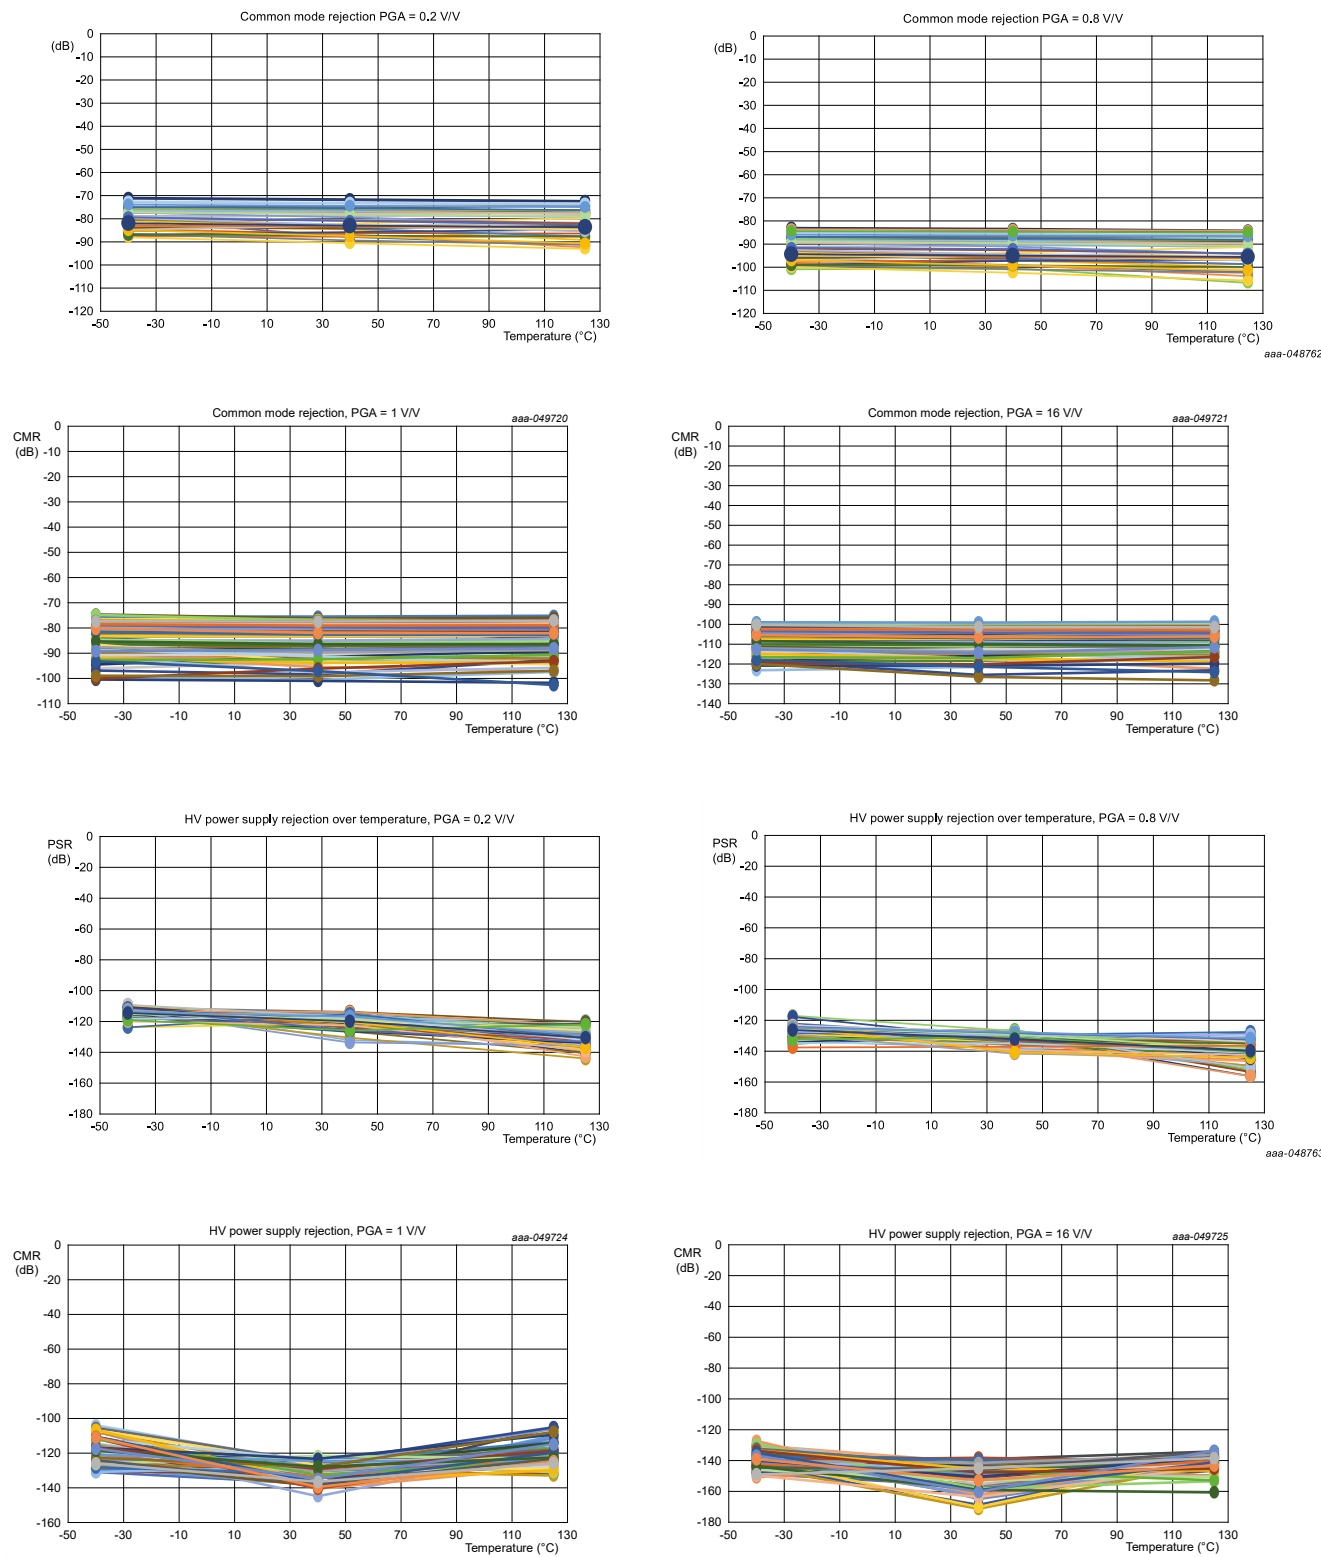 Common mode rejection PGA = 0.2 V/V
(dB)
0
-10
-20
-30
-40
-50
-60
-70
-80
-90
-100
-110
-120
-50 -30 -10 10 30 50 70 90 110 130
Temperature (°C)
Common mode rejection PGA = 0.8 V/V
(dB)
0
-10
-20
-30
-40
-50
-60
-70
-80
-90
-100
-110
-120
-50 -30 -10 10 30 50 70 90 110 130
Temperature (°C)
aaa-048762
Common mode rejection, PGA = 1 V/V
aaa-049720
CMR
(dB)
0
-10
-20
-30
-40
-50
-60
-70
-80
-90
-100
-110
-50 -30 -10 10 30 50 70 90 110 130
Temperature (°C)
Common mode rejection, PGA = 16 V/V
aaa-049721
CMR
(dB)
0
-10
-20
-30
-40
-50
-60
-70
-80
-90
-100
-110
-120
-130
-140
-50 -30 -10 10 30 50 70 90 110 130
Temperature (°C)
HV power supply rejection over temperature, PGA = 0.2 V/V
PSR
(dB)
0
-20
-40
-60
-80
-100
-120
-140
-160
-180
-50 -30 -10 10 30 50 70 90 110 130
Temperature (°C)
HV power supply rejection over temperature, PGA = 0.8 V/V
PSR
(dB)
0
-20
-40
-60
-80
-100
-120
-140
-160
-180
-50 -30 -10 10 30 50 70 90 110 130
Temperature (°C)
aaa-048763
HV power supply rejection, PGA = 1 V/V
aaa-049724
CMR
(dB)
0
-20
-40
-60
-80
-100
-120
-140
-160
-50 -30 -10 10 30 50 70 90 110 130
Temperature (°C)
HV power supply rejection, PGA = 16 V/V
aaa-049725
CMR
(dB)
0
-20
-40
-60
-80
-100
-120
-140
-160
-180
-50 -30 -10 10 30 50 70 90 110 130
Temperature (°C)